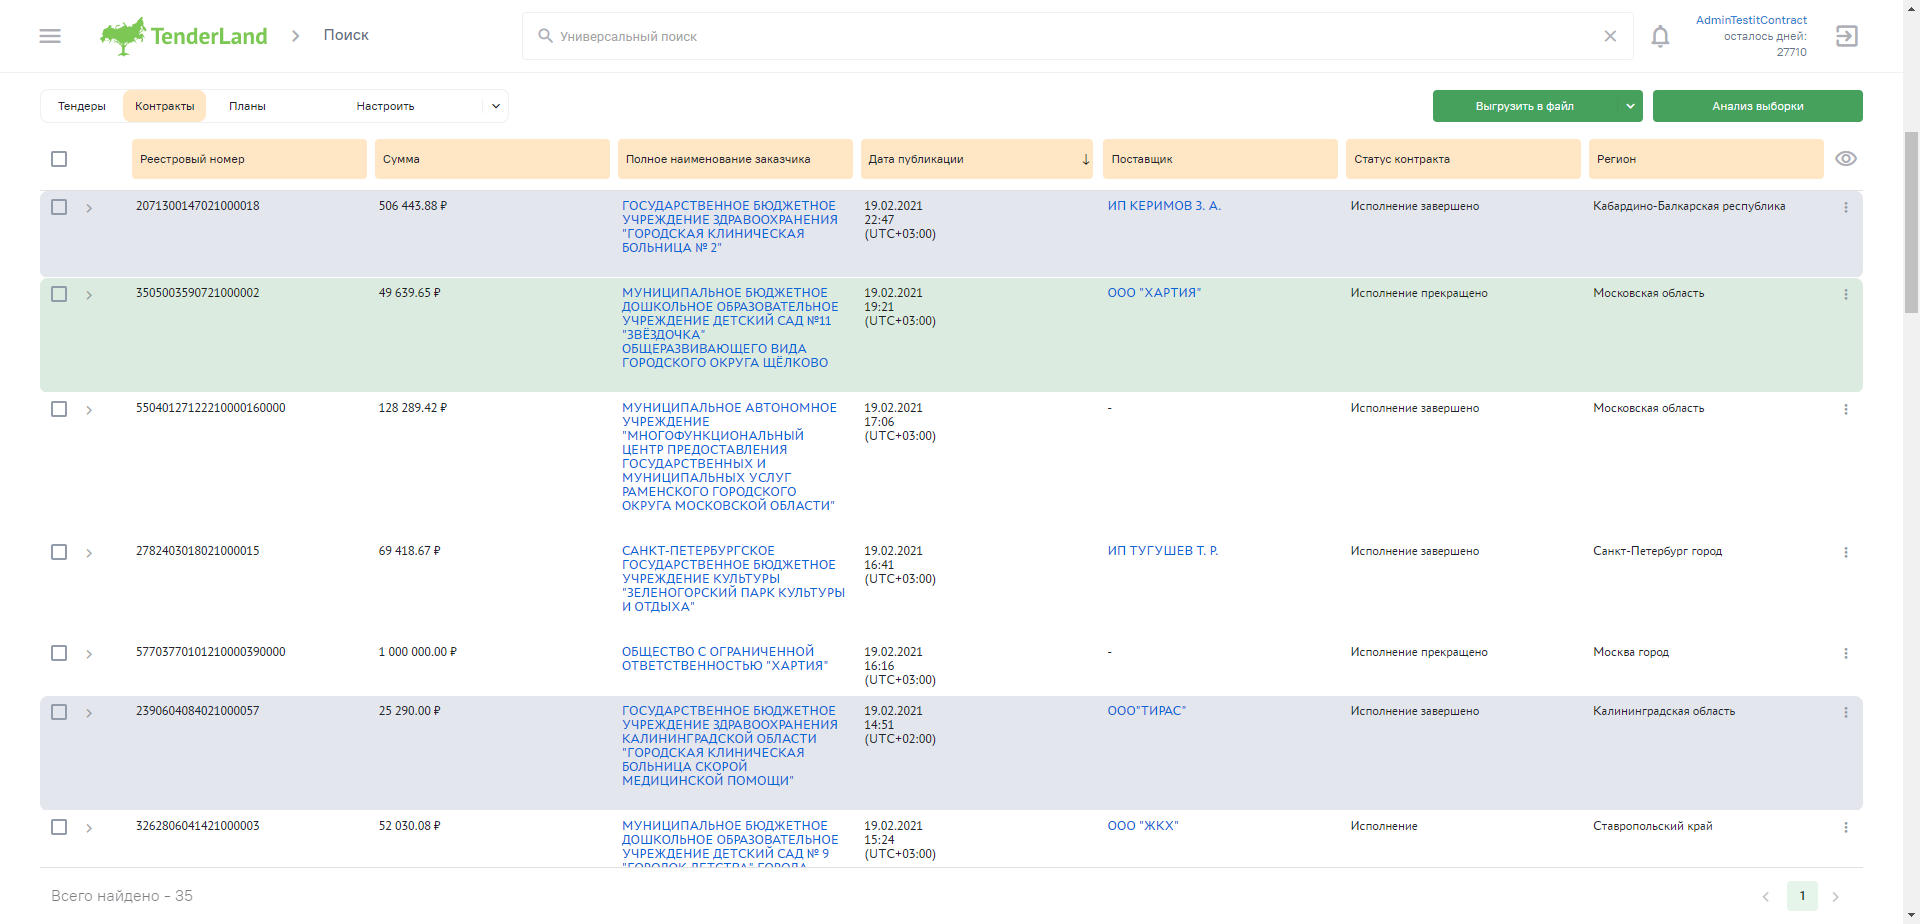 TenderLand
Поиск
Универсальный поиск
AdminTestitContract
осталось дней:
27710
Тендеры
Контракты
Планы
Настроить
Выгрузить в файл
Анализ выборки
Реестровый номер
Сумма
Полное наименование заказчика
Дата публикации
Поставщик
Статус контракта
Регион
2071300147021000018
506 443.88 ₽
ГОСУДАРСТВЕННОЕ БЮДЖЕТНОЕ
УЧРЕЖДЕНИЕ ЗДРАВООХРАНЕНИЯ
"ГОРОДСКАЯ КЛИНИЧЕСКАЯ
БОЛЬНИЦА № 2"
19.02.2021
22:47
(UTC+03:00)
ИП КЕРИМОВ З. А.
Исполнение завершено
Кабардино-Балкарская республика
3505003590721000002
49 639.65 ₽
МУНИЦИПАЛЬНОЕ БЮДЖЕТНОЕ
ДОШКОЛЬНОЕ ОБРАЗОВАТЕЛЬНОЕ
УЧРЕЖДЕНИЕ ДЕТСКИЙ САД №11
"ЗВЁЗДОЧКА"
ОБЩЕРАЗВИВАЮЩЕГО ВИДА
ГОРОДСКОГО ОКРУГА ЩЁЛКОВО
19.02.2021
19:21
(UTC+03:00)
ООО "ХАРТИЯ"
Исполнение прекращено
Московская область
55040127122210000160000
128 289.42 ₽
МУНИЦИПАЛЬНОЕ АВТОНОМНОЕ
УЧРЕЖДЕНИЕ
"МНОГОФУНКЦИОНАЛЬНЫЙ
ЦЕНТР ПРЕДОСТАВЛЕНИЯ
ГОСУДАРСТВЕННЫХ И
МУНИЦИПАЛЬНЫХ УСЛУГ
РАМЕНСКОГО ГОРОДСКОГО
ОКРУГА МОСКОВСКОЙ ОБЛАСТИ"
19.02.2021
17:06
(UTC+03:00)
-
Исполнение завершено
Московская область
2782403018021000015
69 418.67 ₽
САНКТ-ПЕТЕРБУРГСКОЕ
ГОСУДАРСТВЕННОЕ БЮДЖЕТНОЕ
УЧРЕЖДЕНИЕ КУЛЬТУРЫ
"ЗЕЛЕНОГОРСКИЙ ПАРК КУЛЬТУРЫ
И ОТДЫХА"
19.02.2021
16:41
(UTC+03:00)
ИП ТУГУШЕВ Т. Р.
Исполнение завершено
Санкт-Петербург город
57703770101210000390000
1 000 000.00 ₽
ОБЩЕСТВО С ОГРАНИЧЕННОЙ
ОТВЕТСТВЕННОСТЬЮ "ХАРТИЯ"
19.02.2021
16:16
(UTC+03:00)
-
Исполнение прекращено
Москва город
2390604084021000057
25 290.00 ₽
ГОСУДАРСТВЕННОЕ БЮДЖЕТНОЕ
УЧРЕЖДЕНИЕ ЗДРАВООХРАНЕНИЯ
КАЛИНИНГРАДСКОЙ ОБЛАСТИ
"ГОРОДСКАЯ КЛИНИЧЕСКАЯ
БОЛЬНИЦА СКОРОЙ
МЕДИЦИНСКОЙ ПОМОЩИ"
19.02.2021
14:51
(UTC+02:00)
ООО"ТИРАС"
Исполнение завершено
Калининградская область
3262806041421000003
52 030.08 ₽
МУНИЦИПАЛЬНОЕ БЮДЖЕТНОЕ
ДОШКОЛЬНОЕ ОБРАЗОВАТЕЛЬНОЕ
УЧРЕЖДЕНИЕ ДЕТСКИЙ САД № 9
"ГОРОДОК ДЕТСТВА" ГОРОДА
19.02.2021
15:24
(UTC+03:00)
ООО "ЖКХ"
Исполнение
Ставропольский край
Всего найдено - 35
1